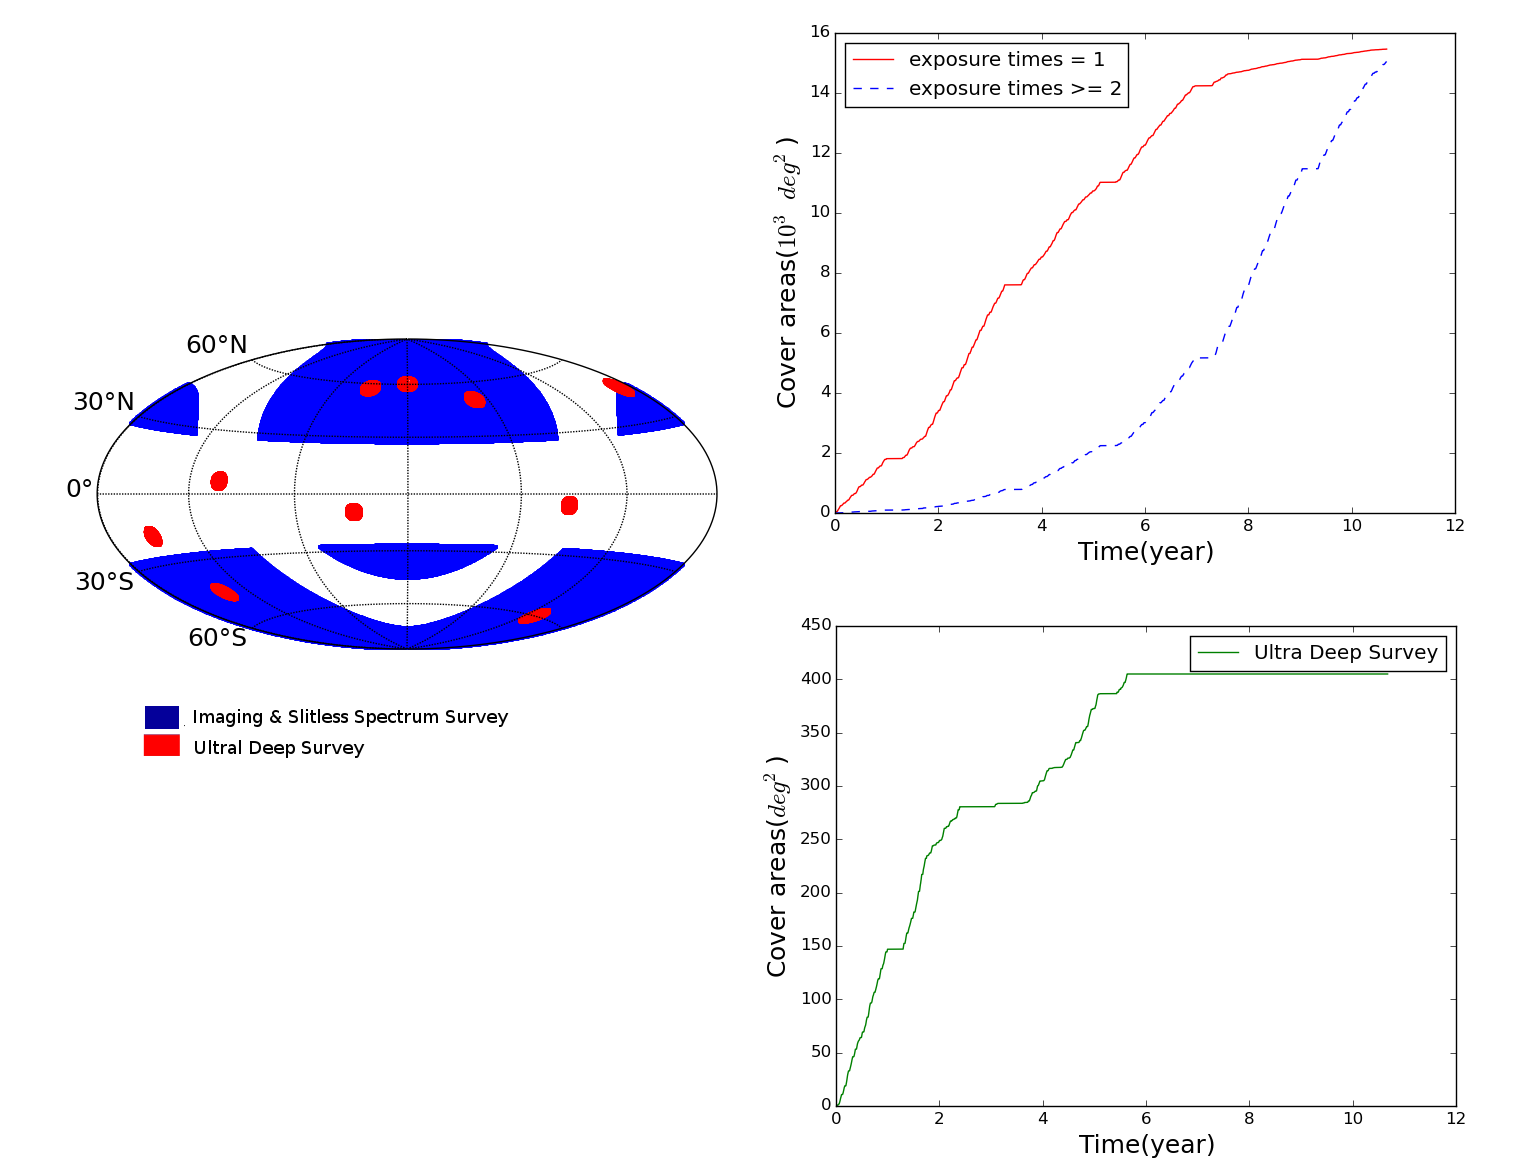 60°N
30°N
0°
30°S
60°S
Imaging & Slitless Spectrum Survey
Ultral Deep Survey
16
14
12
10
8
6
4
2
0
Cover areas(10³ deg²)
exposure times = 1
exposure times >= 2
0 2 4 6 8 10 12
Time(year)
450
400
350
300
250
200
150
100
50
0
Cover areas(deg²)
Ultra Deep Survey
0 2 4 6 8 10 12
Time(year)